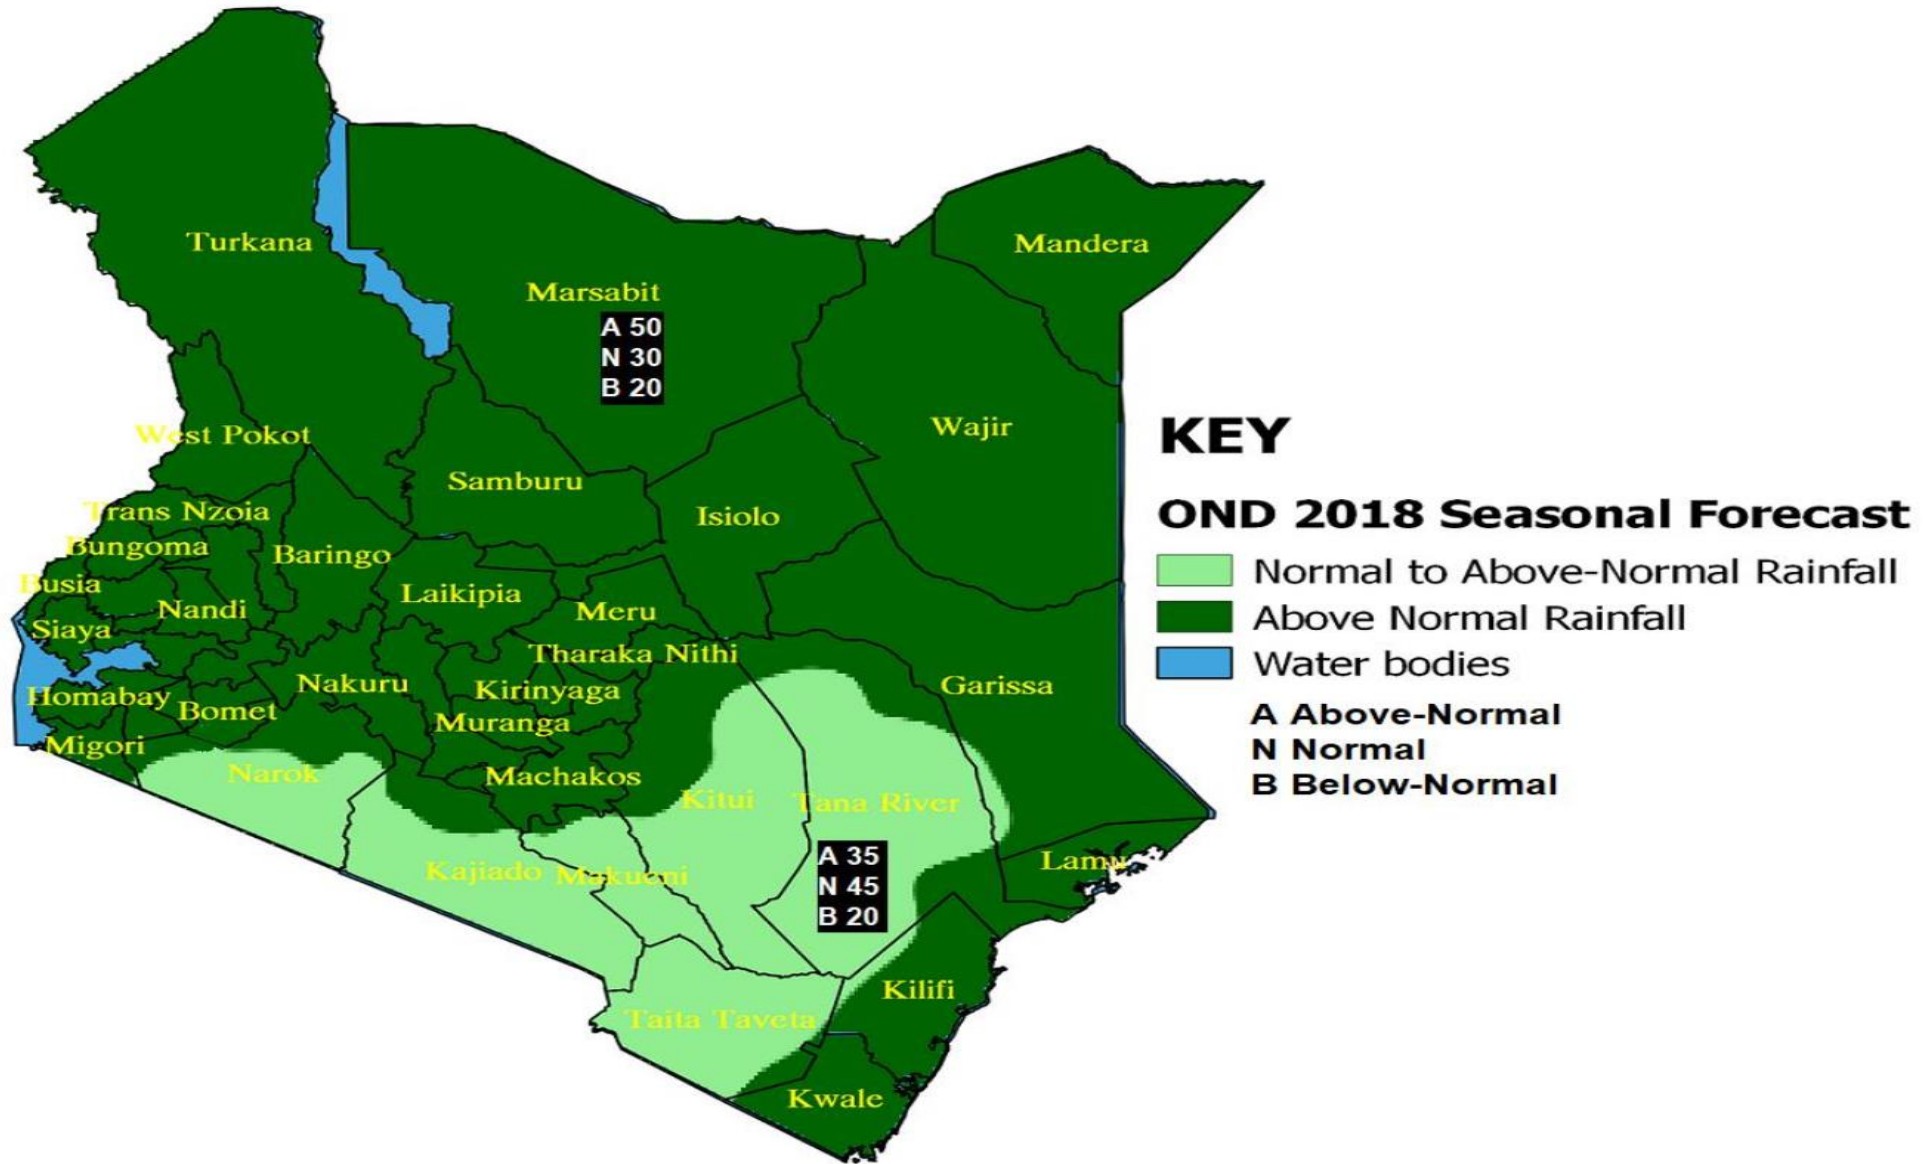 Turkana
Mandera
Marsabit
A 50
N 30
B 20
Wajir
West Pokot
Samburu
Trans Nzoia
Isiolo
Bungoma
Baringo
Busia
Laikipia
Nandi
Meru
Siaya
Tharaka Nithi
Nakuru
Kirinyaga
Garissa
Homabay
Bomet
Muranga
Migori
Narok
Machakos
Kitui
Tana River
A 35
N 45
B 20
Lamu
Kajiado
Makueni
Kilifi
Taita Taveta
Kwale
KEY
OND 2018 Seasonal Forecast
Normal to Above-Normal Rainfall
Above Normal Rainfall
Water bodies
A Above-Normal
N Normal
B Below-Normal